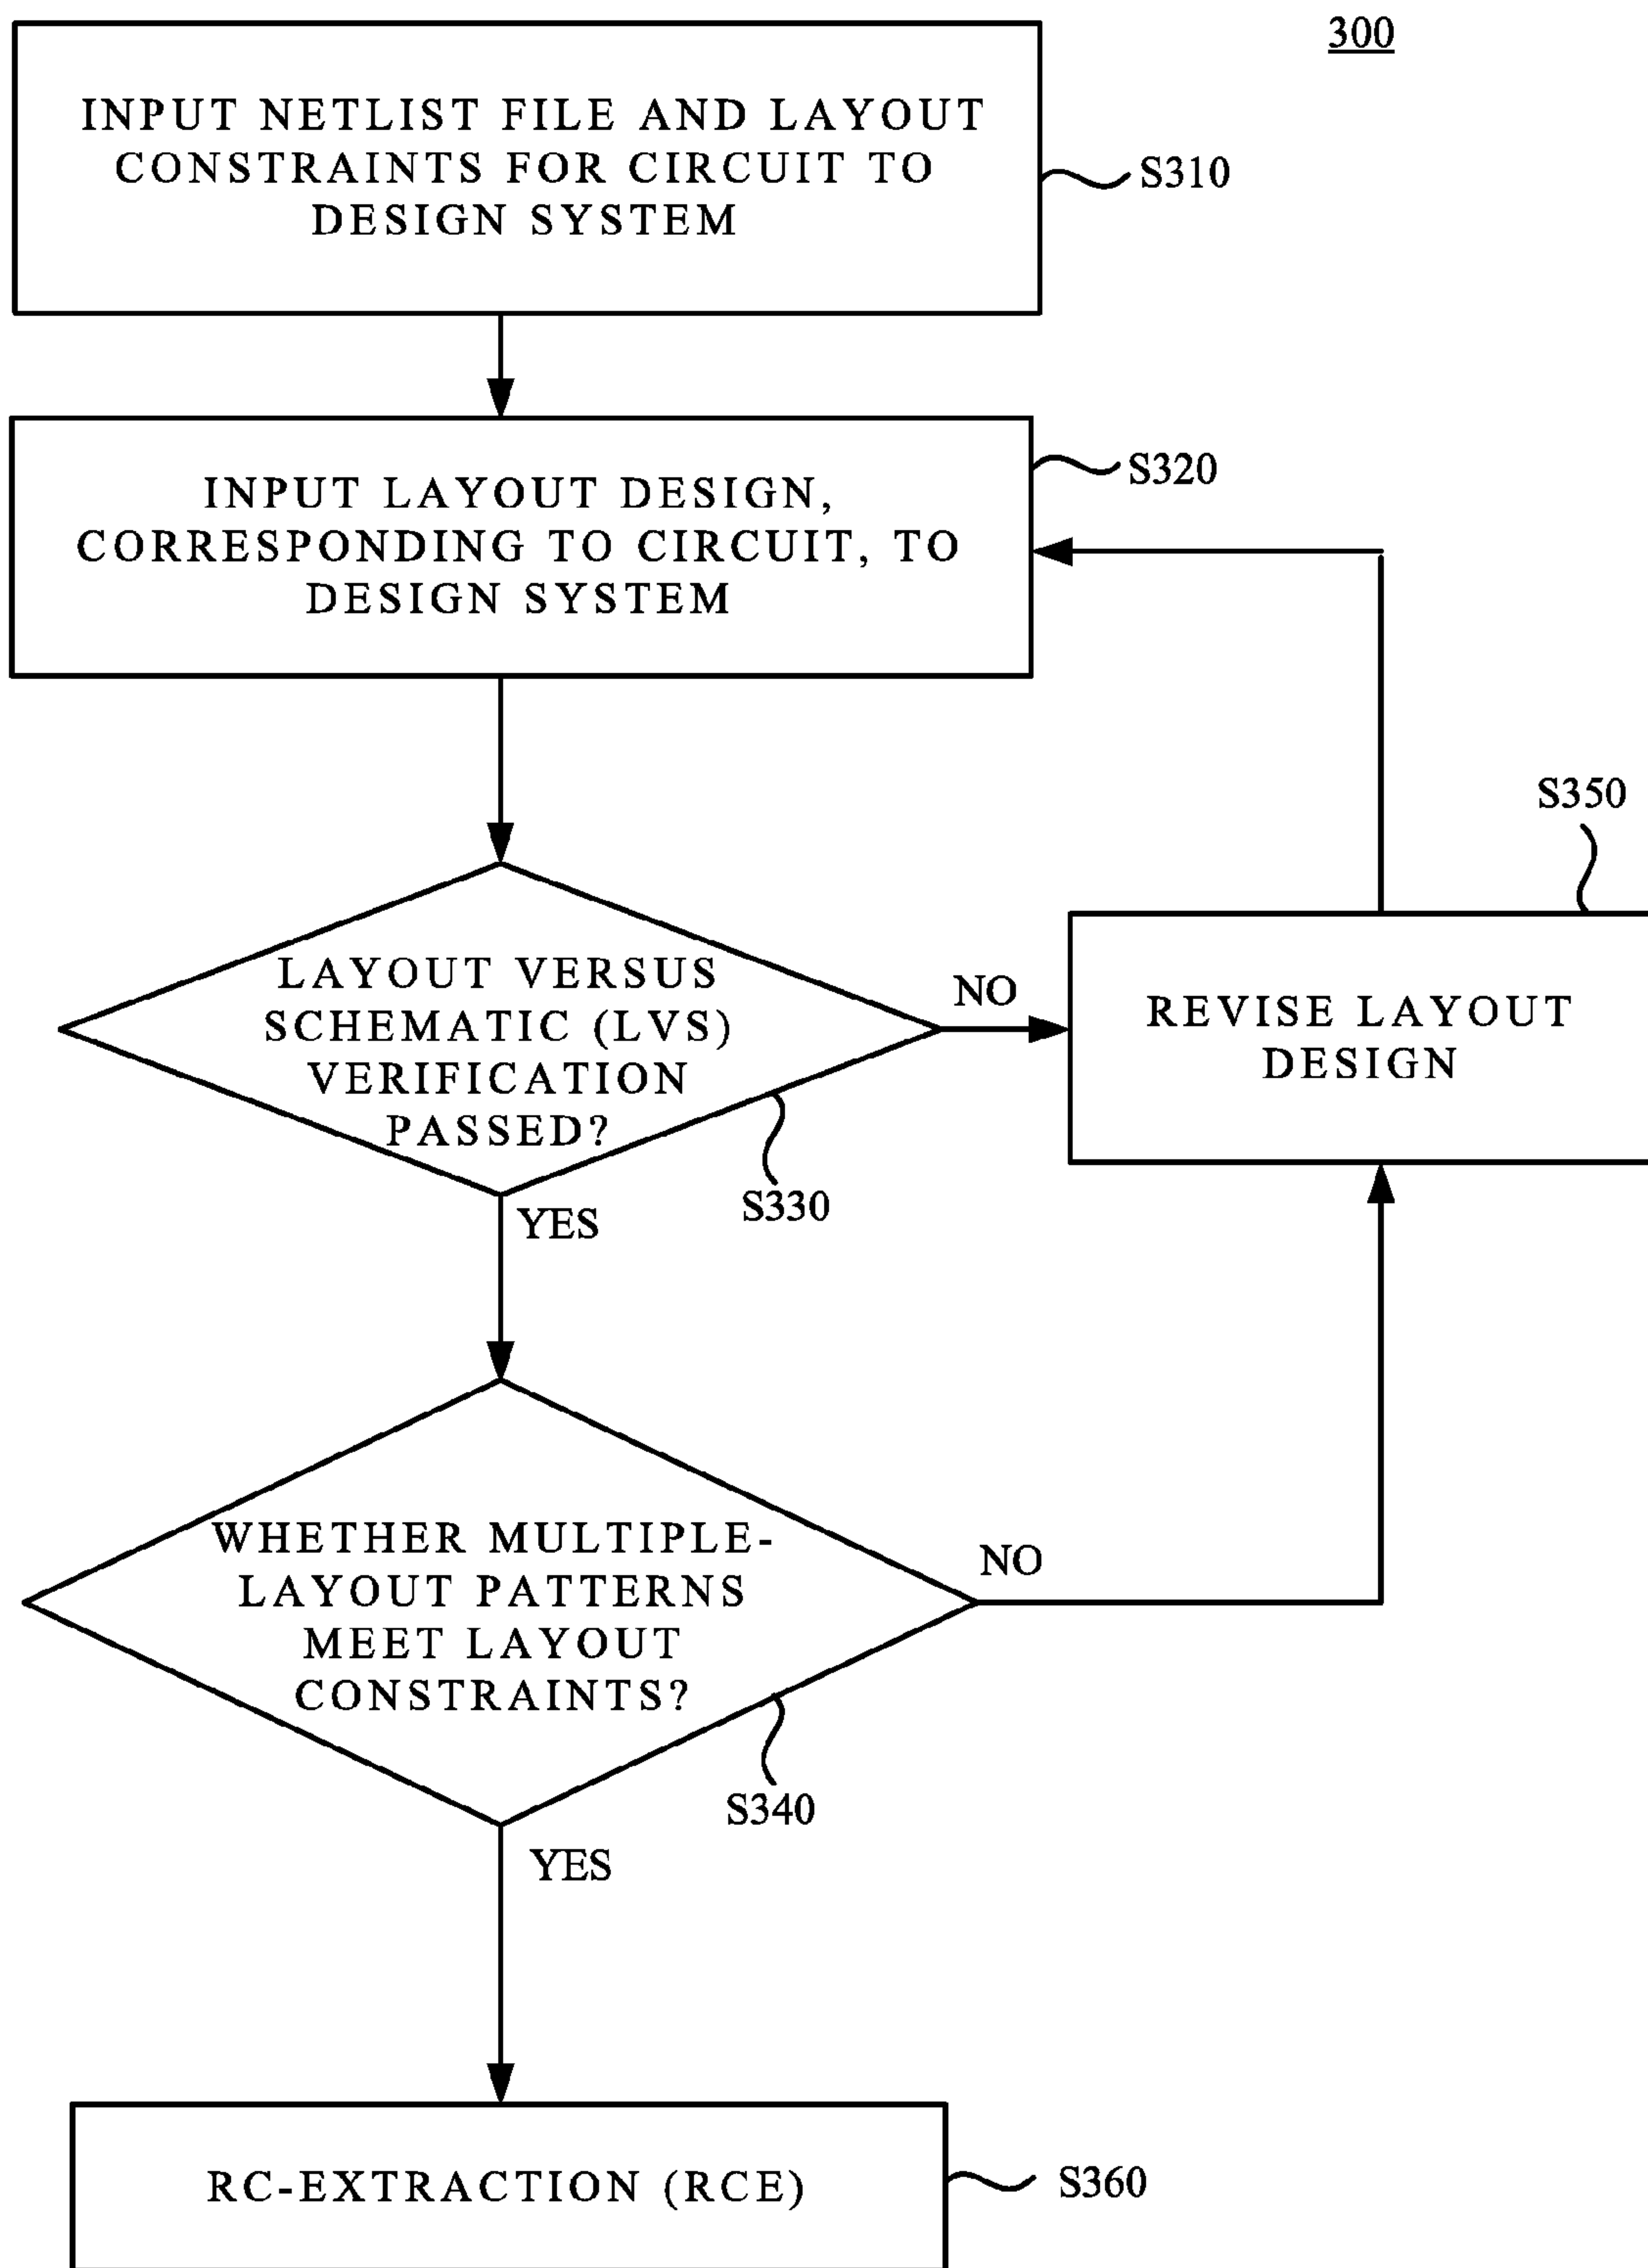 300
INPUT NETLIST FILE AND LAYOUT
CONSTRAINTS FOR CIRCUIT TO
DESIGN SYSTEM
S310
INPUT LAYOUT DESIGN,
CORRESPONDING TO CIRCUIT, TO
DESIGN SYSTEM
S320
S350
REVISE LAYOUT
DESIGN
LAYOUT VERSUS
SCHEMATIC (LVS)
VERIFICATION
PASSED?
NO
S330
YES
WHETHER MULTIPLE-
LAYOUT PATTERNS
MEET LAYOUT
CONSTRAINTS?
NO
S340
YES
RC-EXTRACTION (RCE)
S360